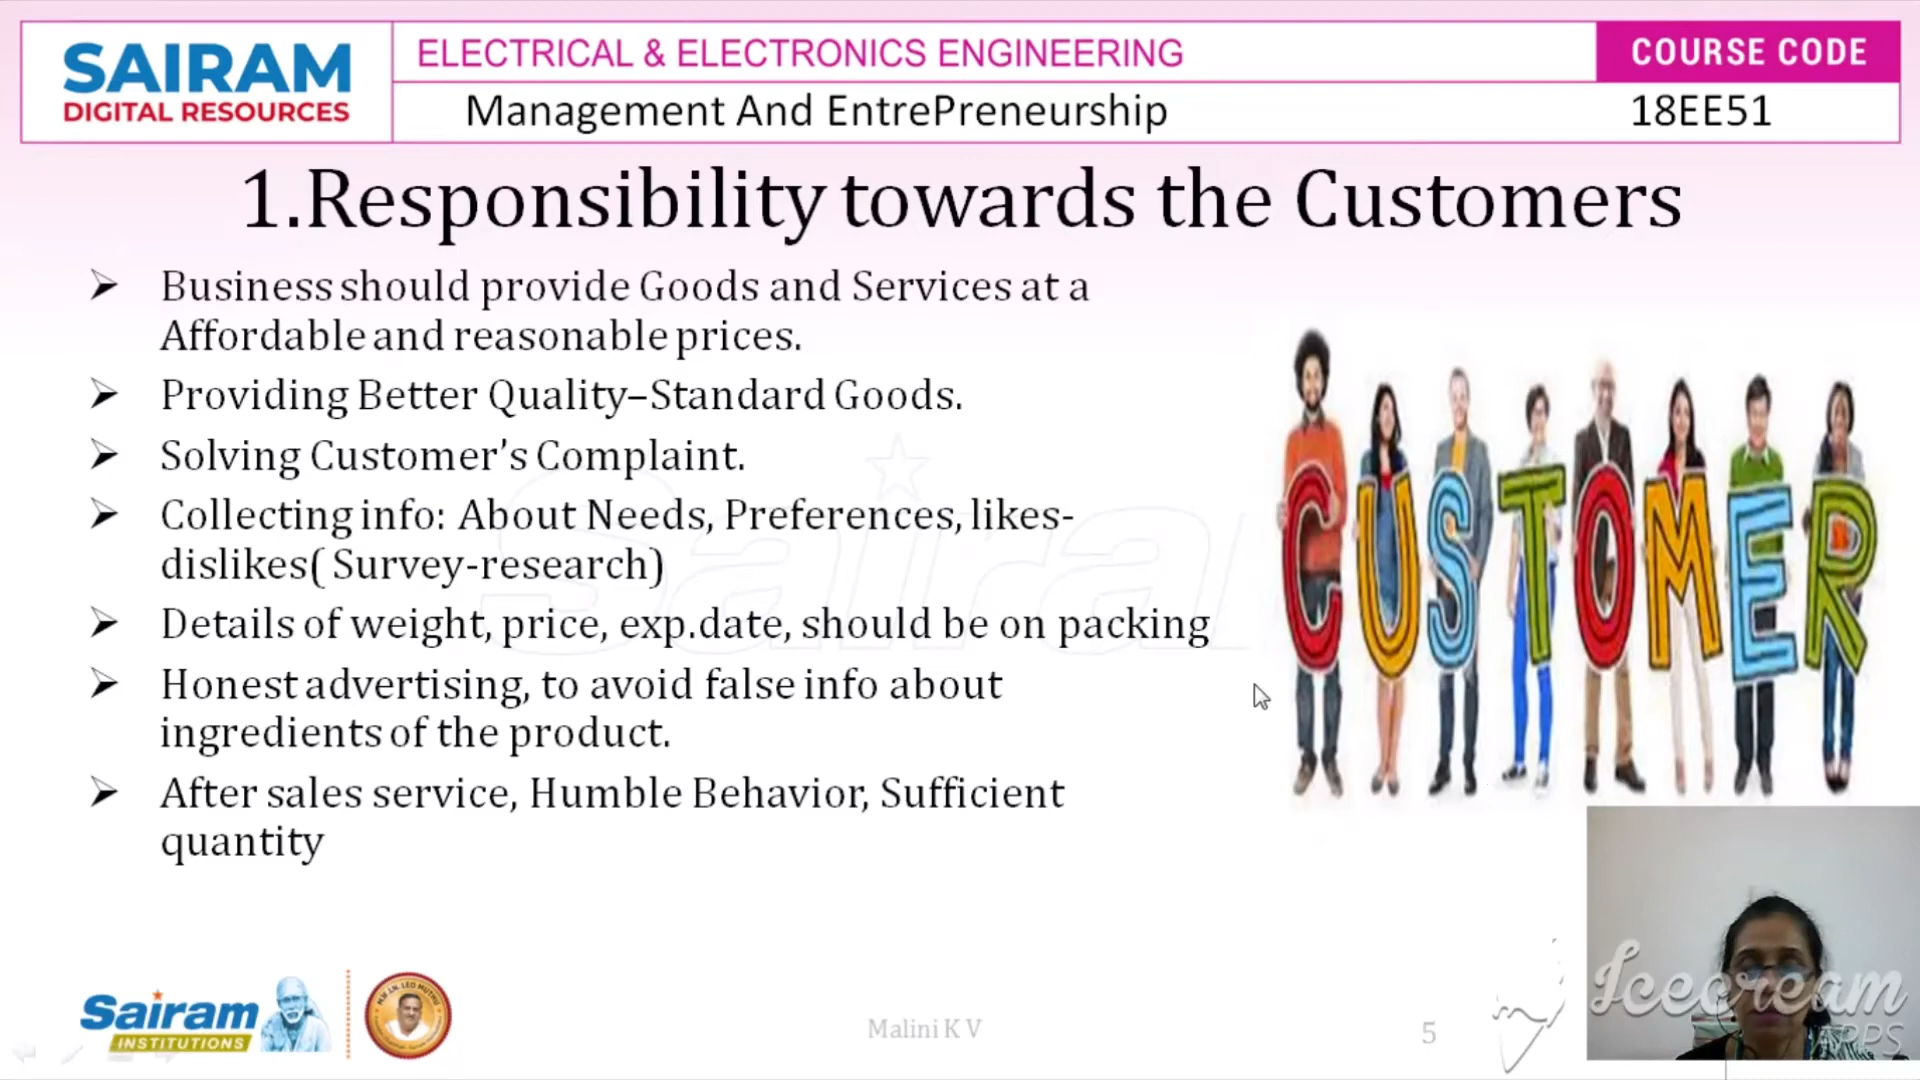 SAIRAM
DIGITAL RESOURCES
ELECTRICAL & ELECTRONICS ENGINEERING
COURSE CODE
Management And EntrePreneurship
18EE51
1.Responsibility towards the Customers
Business should provide Goods and Services at a
Affordable and reasonable prices.
Providing Better Quality–Standard Goods.
Solving Customer's Complaint.
Collecting info: About Needs, Preferences, likes-
dislikes( Survey-research)
Details of weight, price, exp.date, should be on packing
Honest advertising, to avoid false info about
ingredients of the product.
After sales service, Humble Behavior, Sufficient
quantity
CUSTOMER
Sairam
Sairam
INSTITUTIONS
Malini K V
5
Icecream
APPS